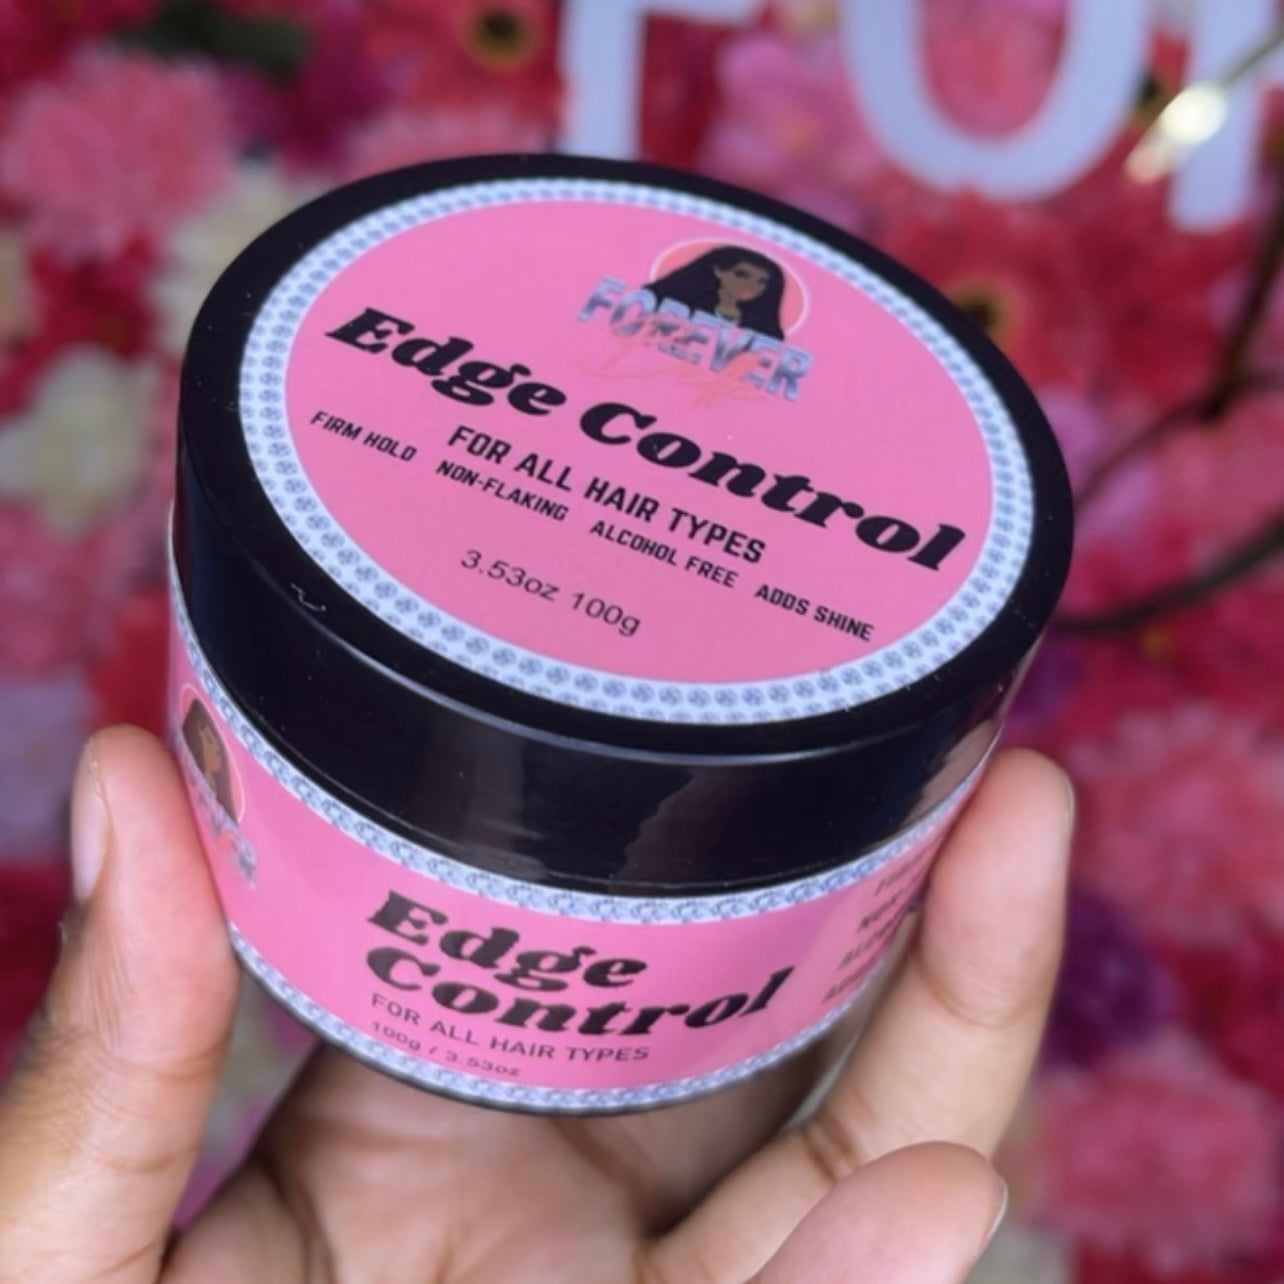 FOR
FOREVER
Edge Control
FOR ALL HAIR TYPES
FIRM HOLD NON-FLAKING ALCOHOL FREE ADDS SHINE
3.53oz 100g
Edge
Control
FOR ALL HAIR TYPES
100g / 3.53oz